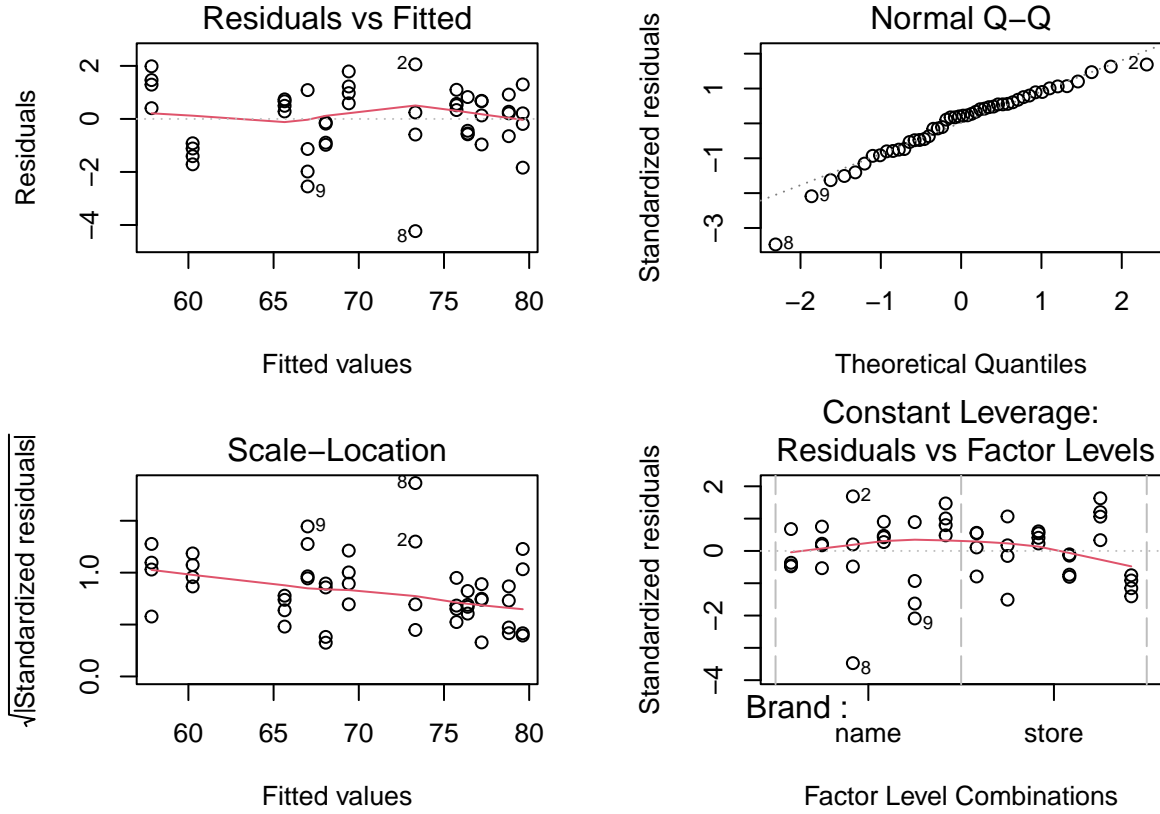 Residuals vs Fitted
Residuals
2
0
−2
−4
2
9
8
60 65 70 75 80
Fitted values
Normal Q−Q
Standardized residuals
1
−1
−3
2
9
8
−2 −1 0 1 2
Theoretical Quantiles
Scale−Location
√|Standardized residuals|
1.0
0.0
8
9
2
60 65 70 75 80
Fitted values
Constant Leverage:
Residuals vs Factor Levels
Standardized residuals
2
0
−2
−4
2
9
8
Brand :
name store
Factor Level Combinations